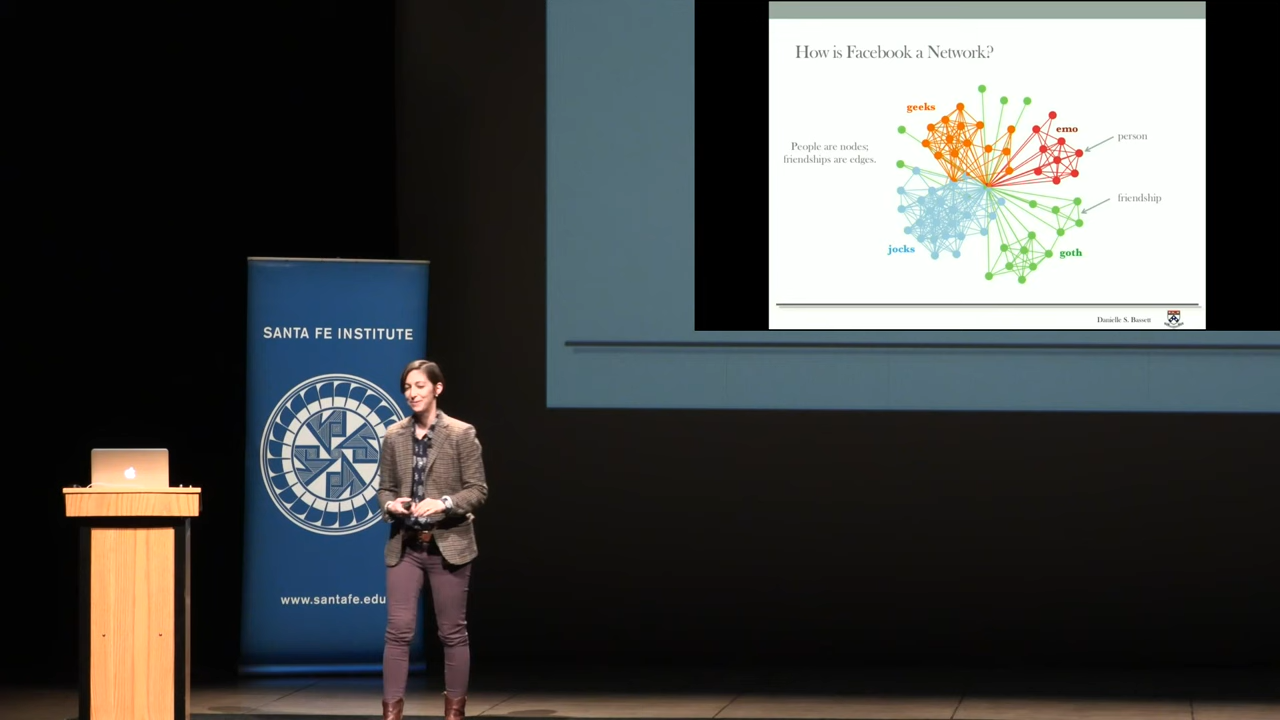 How is Facebook a Network?
geeks
emo
person
People are nodes;
friendships are edges.
friendship
jocks
goth
Danielle S. Bassett
SANTA FE INSTITUTE
www.santafe.edu